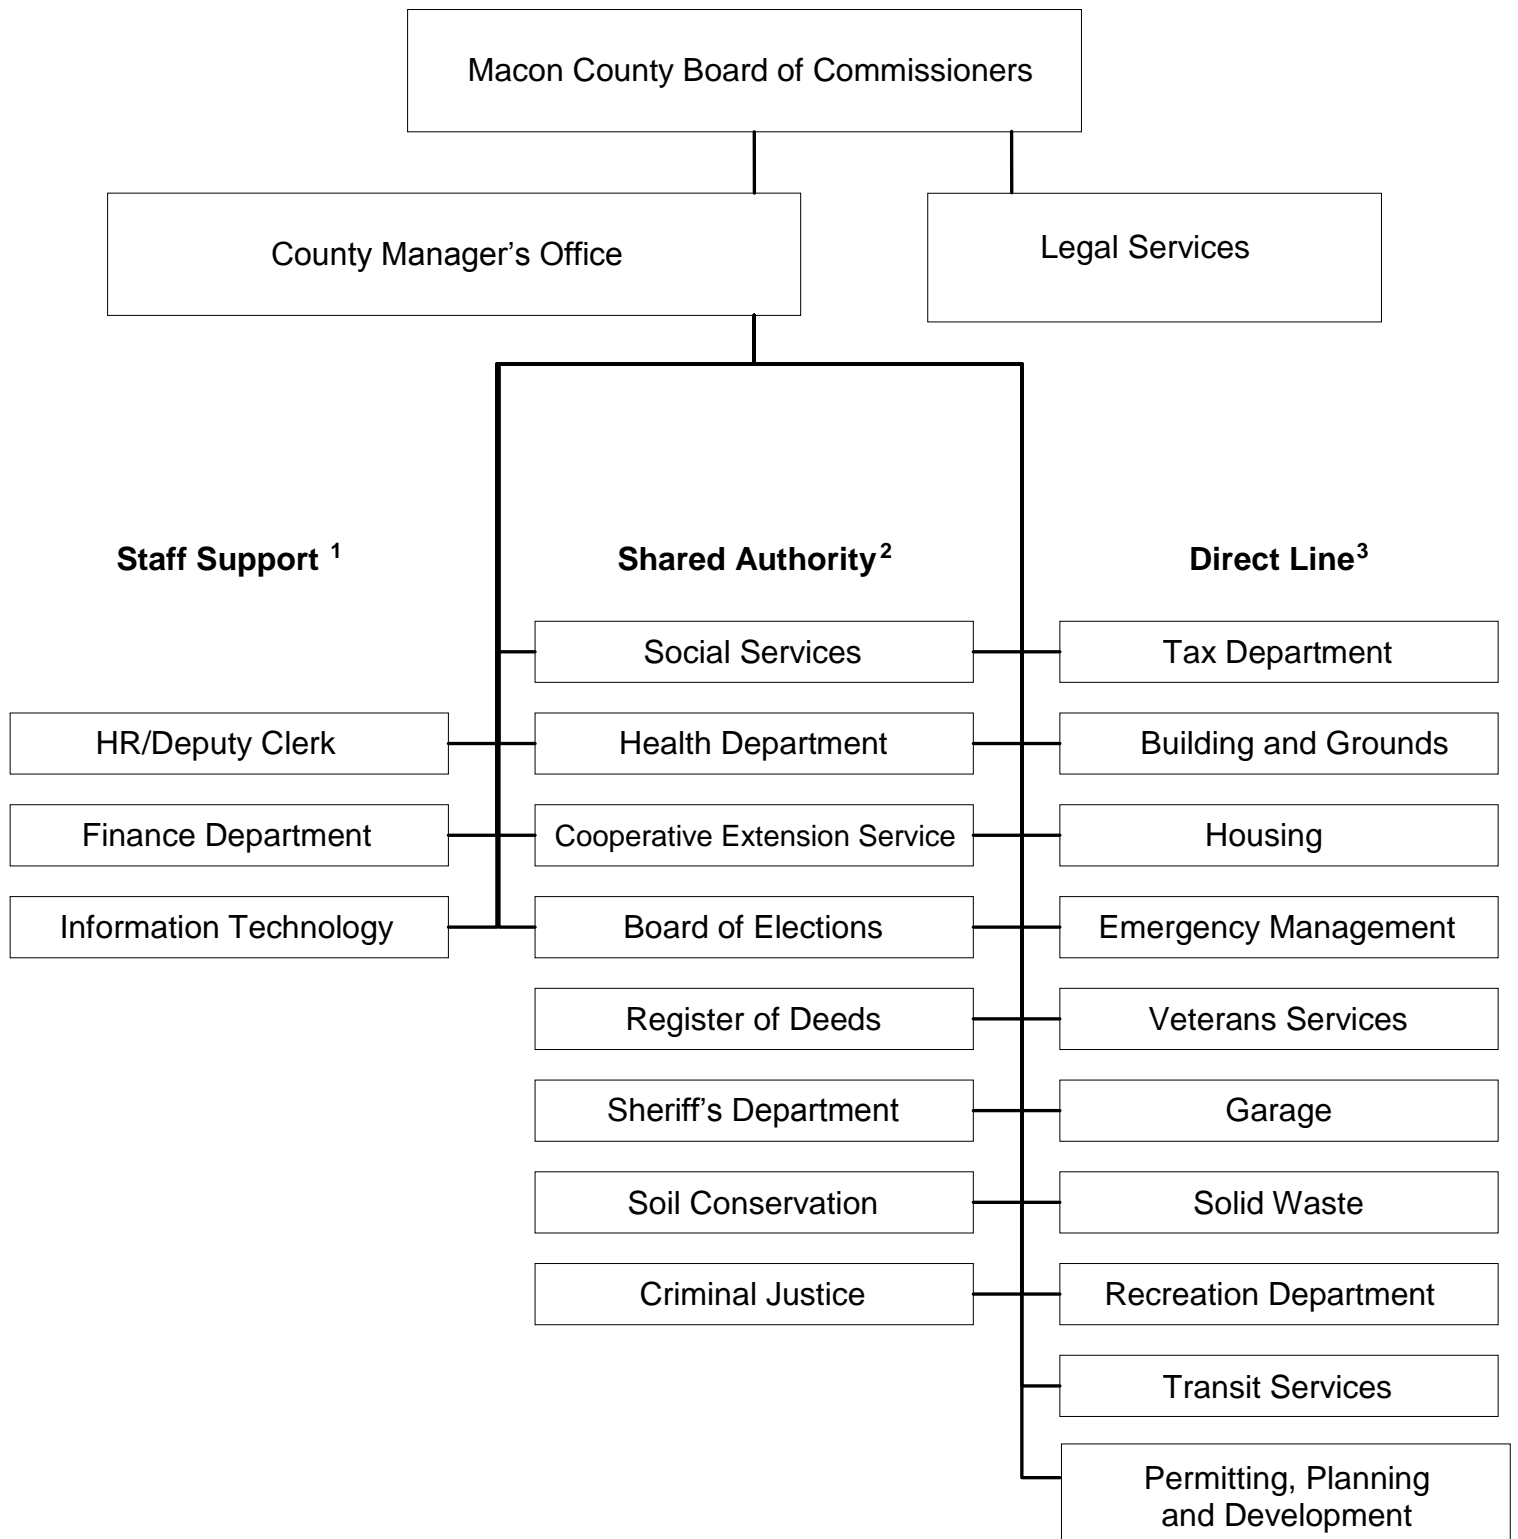 Macon County Board of Commissioners
County Manager’s Office
Legal Services
Staff Support 1
Shared Authority 2
Direct Line 3
Social Services
Tax Department
HR/Deputy Clerk
Health Department
Building and Grounds
Finance Department
Cooperative Extension Service
Housing
Information Technology
Board of Elections
Emergency Management
Register of Deeds
Veterans Services
Sheriff’s Department
Garage
Soil Conservation
Solid Waste
Criminal Justice
Recreation Department
Transit Services
Permitting, Planning
and Development